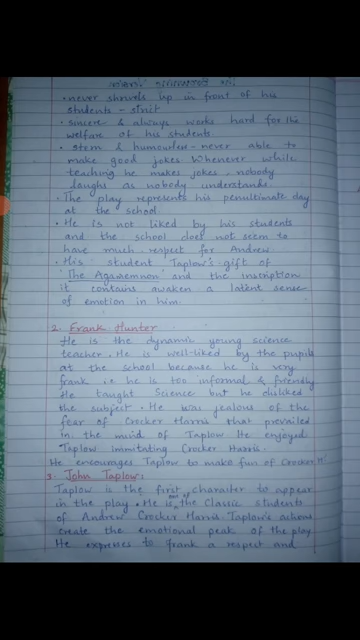 • never shrivels up in front of his
students - strict
• sincere & always works hard for the
welfare of his students
• stern & humourless - never able to
make good jokes Whenever while
teaching he makes jokes, nobody
laughs as nobody understands.
• The play represents his penultimate day
at the school.
• He is not liked by his students
and the school does not seem to
have much respect for Andrew.
• His student Taplow's gift of
'The Agamemnon' and the inscription
it contains awaken a latent sense
of emotion in him.
2. Frank Hunter
He is the dynamic young science
teacher. He is well-liked by the pupils
at the school because he is very
frank i.e he is too informal & friendly
He taught Science but he disliked
the subject. He was jealous of the
fear of Crocker Harris that prevailed
in the mind of Taplow He enjoyed
Taplow immitating Crocker Harris.
He encourages Taplow to make fun of Crocker H.
3. John Taplow:
Taplow is the first charaiter to appear
in the play. He is one of the Classic students
of Andrew Crocker Harris Taplow's actions
create the emotional peak of the play.
He expresses to frank a respect and